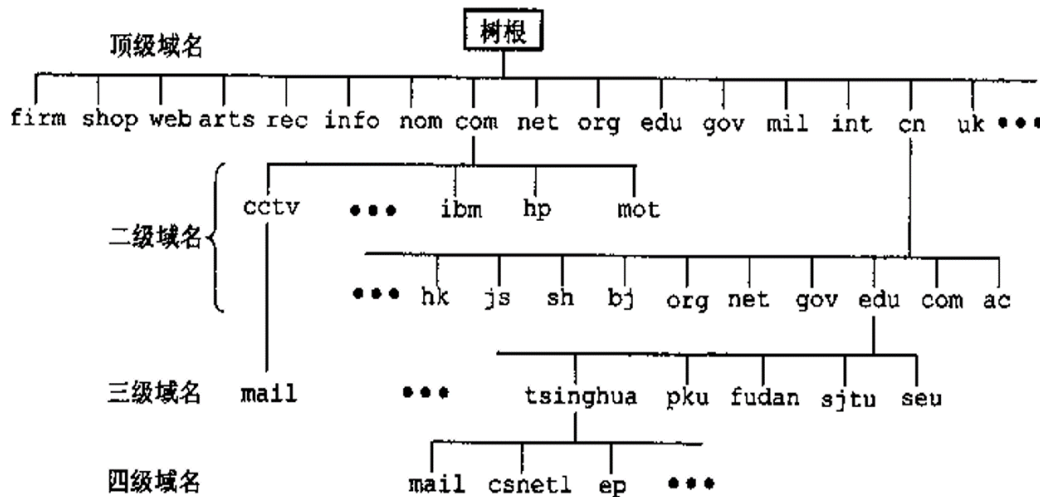 树根
顶级域名
firm shop web arts rec info nom com net org edu gov mil int cn uk •••
cctv ••• ibm hp mot
二级域名
••• hk js sh bj org net gov edu com ac
三级域名 mail ••• tsinghua pku fudan sjtu seu
四级域名 mail csnetl ep •••